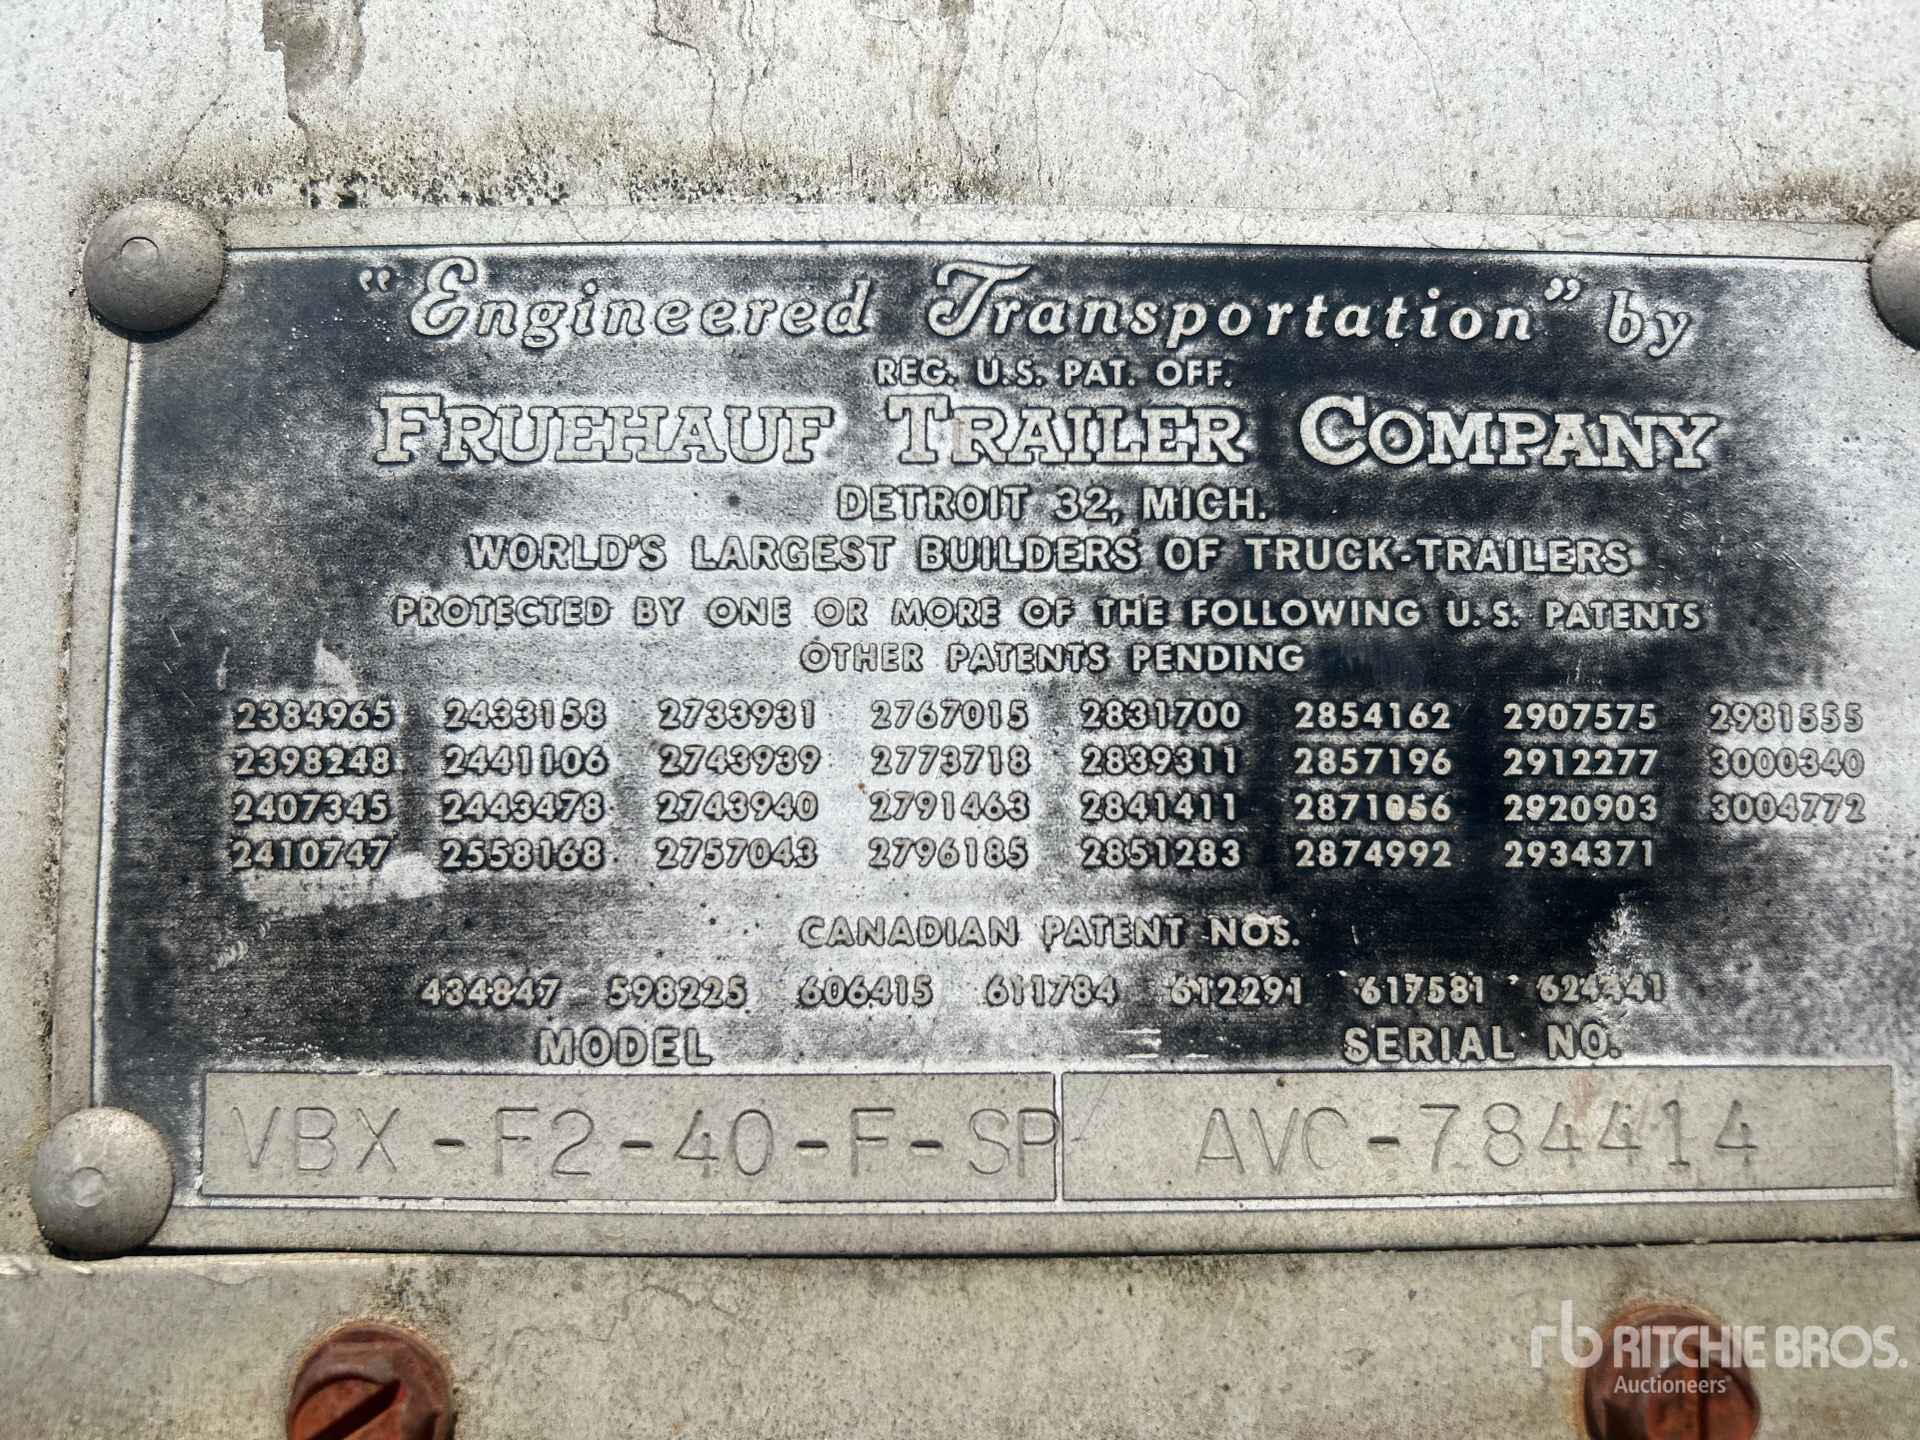 "Engineered Transportation" by
REG. U.S. PAT. OFF.
FRUEHAUF TRAILER COMPANY
DETROIT 32, MICH.
WORLD'S LARGEST BUILDERS OF TRUCK-TRAILERS
PROTECTED BY ONE OR MORE OF THE FOLLOWING U.S. PATENTS
OTHER PATENTS PENDING
2384965 2433158 2733931 2767015 2831700 2854162 2907575 2981555
2398248 2441106 2743939 2773718 2839311 2857196 2912277 3000340
2407345 2443478 2743940 2791463 2841411 2871056 2920903 3004772
2410747 2558168 2757043 2796185 2851283 2874992 2934371
CANADIAN PATENT NOS.
434847 598225 606415 611784 612291 617581 624441
MODEL SERIAL NO.
VBX-F2-40-F-SP AVC-784414
rb RITCHIE BROS.
Auctioneers